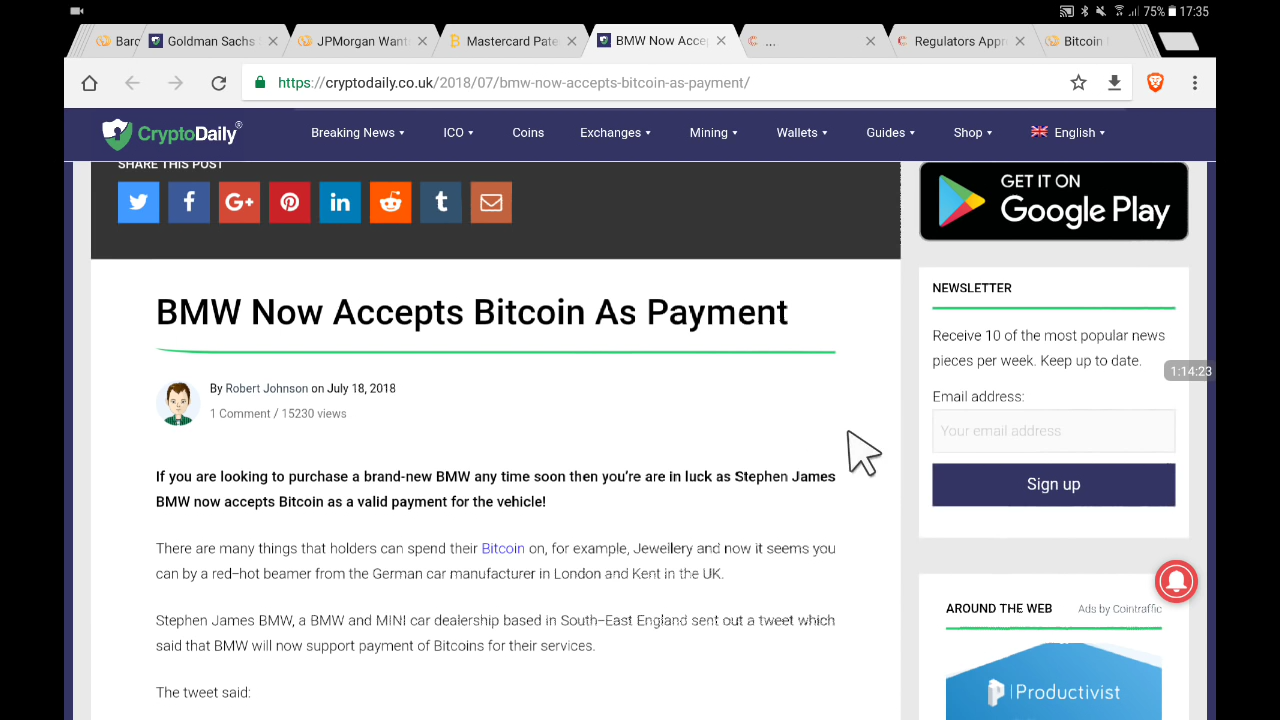 75% 17:35
Barc
Goldman Sachs
JPMorgan Want
Mastercard Pate
BMW Now Acce
...
Regulators Appr
Bitcoin
https://cryptodaily.co.uk/2018/07/bmw-now-accepts-bitcoin-as-payment/
CryptoDaily®
Breaking News
ICO
Coins
Exchanges
Mining
Wallets
Guides
Shop
English
SHARE THIS POST
GET IT ON
Google Play
BMW Now Accepts Bitcoin As Payment
By Robert Johnson on July 18, 2018
1 Comment / 15230 views
If you are looking to purchase a brand-new BMW any time soon then you're are in luck as Stephen James
BMW now accepts Bitcoin as a valid payment for the vehicle!
There are many things that holders can spend their Bitcoin on, for example, Jewellery and now it seems you
can by a red-hot beamer from the German car manufacturer in London and Kent in the UK.
Stephen James BMW, a BMW and MINI car dealership based in South-East England sent out a tweet which
said that BMW will now support payment of Bitcoins for their services.
The tweet said:
NEWSLETTER
Receive 10 of the most popular news
pieces per week. Keep up to date.
1:14:23
Email address:
Your email address
Sign up
AROUND THE WEB Ads by Cointraffic
Productivist